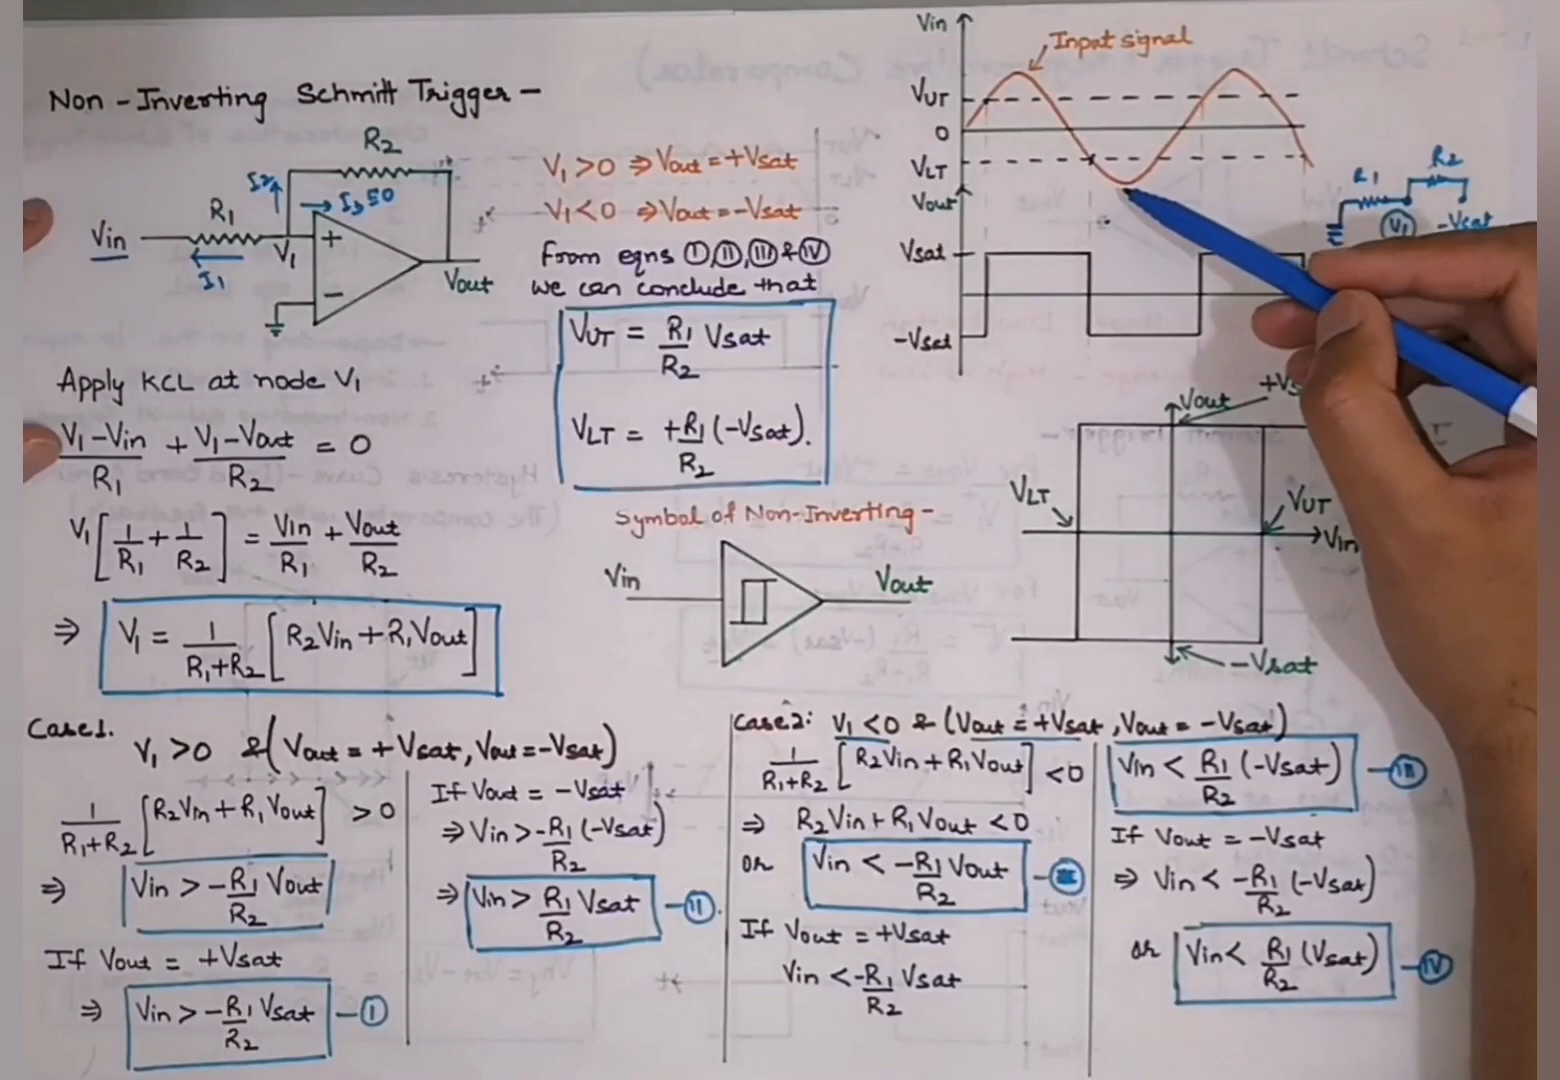 Non-Inverting Schmitt Trigger -
R2
I2
I3≅0
R1
Vin
V1
+
-
I1
Vout
Apply KCL at node V1
V1-Vin/R1 + V1-Vout/R2 = 0
V1[1/R1 + 1/R2] = Vin/R1 + Vout/R2
⇒ V1 = 1/R1+R2 [R2Vin+R1Vout]
V1>0 ⇒ Vout=+Vsat
V1<0 ⇒ Vout=-Vsat
from eqns I, II, III & IV
we can conclude that
VUT = R1/R2 Vsat
VLT = +R1/R2 (-Vsat).
Symbol of Non-Inverting -
Vin
Vout
Vin
Input signal
VUT
0
VLT
Vout
Vsat
-Vsat
R1
R2
V1
-Vsat
Vout
+Vs
VLT
VUT
Vin
-Vsat
Case1.
V1>0 &(Vout=+Vsat, Vout=-Vsat)
1/R1+R2 [R2Vin+R1Vout] >0
⇒ Vin>-R1/R2 Vout
If Vout = +Vsat
⇒ Vin>-R1/R2 Vsat - I
If Vout = -Vsat
⇒ Vin>-R1/R2 (-Vsat)
⇒ Vin> R1/R2 Vsat - II.
Case2: V1<0 & (Vout=+Vsat, Vout=-Vsat)
1/R1+R2 [R2Vin+R1Vout] <0
⇒ R2Vin+R1Vout<0
or Vin < -R1/R2 Vout
If Vout=+Vsat
Vin<-R1/R2 Vsat
Vin < R1/R2 (-Vsat) - III
If Vout = -Vsat
⇒ Vin< -R1/R2 (-Vsat)
or Vin< R1/R2 (Vsat) - IV